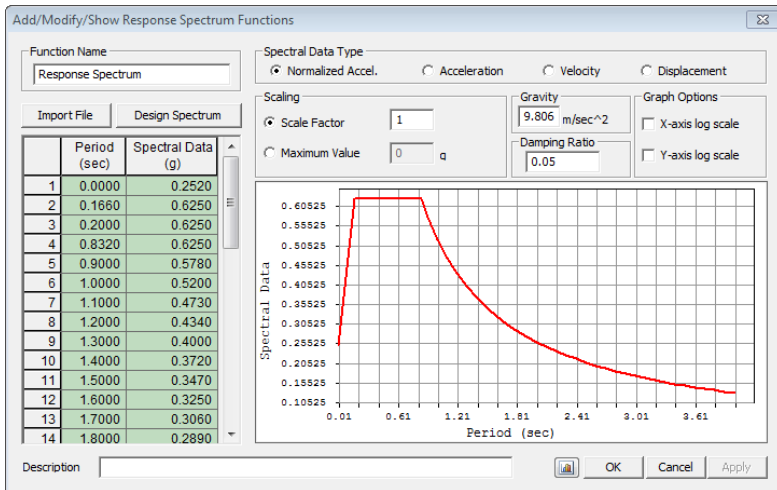 Add/Modify/Show Response Spectrum Functions
Function Name
Response Spectrum
Import File Design Spectrum
Spectral Data Type
Normalized Accel. Acceleration Velocity Displacement
Scaling
Scale Factor 1
Maximum Value 0 g
Gravity
9.806 m/sec^2
Damping Ratio
0.05
Graph Options
X-axis log scale
Y-axis log scale
Period (sec) Spectral Data (g)
1 0.0000 0.2520
2 0.1660 0.6250
3 0.2000 0.6250
4 0.8320 0.6250
5 0.9000 0.5780
6 1.0000 0.5200
7 1.1000 0.4730
8 1.2000 0.4340
9 1.3000 0.4000
10 1.4000 0.3720
11 1.5000 0.3470
12 1.6000 0.3250
13 1.7000 0.3060
14 1.8000 0.2890
Spectral Data
0.60525
0.55525
0.50525
0.45525
0.40525
0.35525
0.30525
0.25525
0.20525
0.15525
0.10525
0.01 0.61 1.21 1.81 2.41 3.01 3.61
Period (sec)
Description
OK Cancel Apply